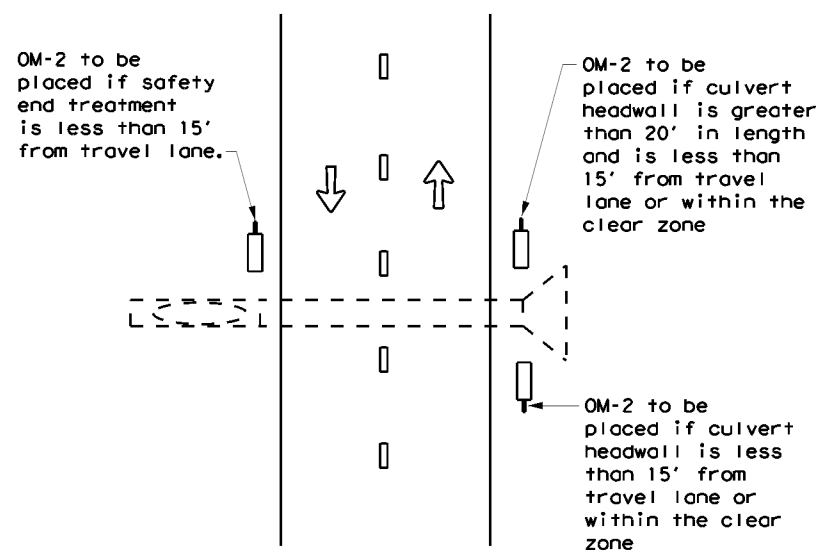 OM-2 to be
placed if safety
end treatment
is less than 15'
from travel lane.
OM-2 to be
placed if culvert
headwall is greater
than 20' in length
and is less than
15' from travel
lane or within the
clear zone
OM-2 to be
placed if culvert
headwall is less
than 15' from
travel lane or
within the clear
zone